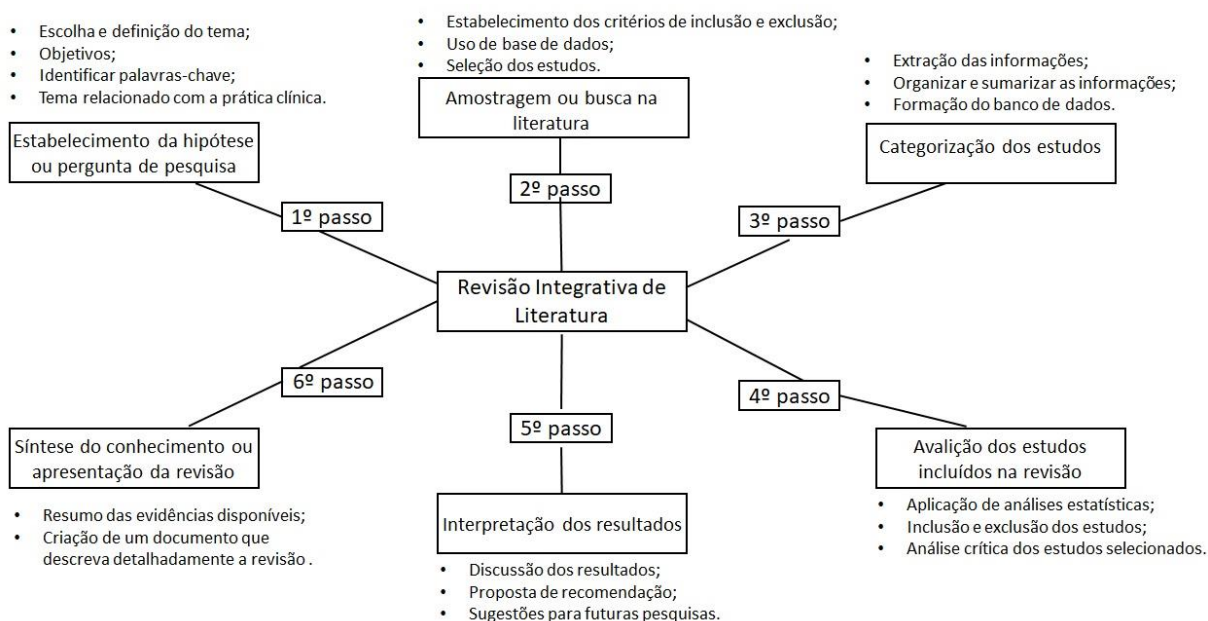 • Escolha e definição do tema;
• Objetivos;
• Identificar palavras-chave;
• Tema relacionado com a prática clínica.
Estabelecimento da hipótese
ou pergunta de pesquisa
1º passo
• Estabelecimento dos critérios de inclusão e exclusão;
• Uso de base de dados;
• Seleção dos estudos.
Amostragem ou busca na
literatura
2º passo
• Extração das informações;
• Organizar e sumarizar as informações;
• Formação do banco de dados.
Categorização dos estudos
3º passo
Revisão Integrativa de
Literatura
4º passo
Avalição dos estudos
incluídos na revisão
• Aplicação de análises estatísticas;
• Inclusão e exclusão dos estudos;
• Análise crítica dos estudos selecionados.
5º passo
Interpretação dos resultados
• Discussão dos resultados;
• Proposta de recomendação;
• Sugestões para futuras pesquisas.
6º passo
Síntese do conhecimento ou
apresentação da revisão
• Resumo das evidências disponíveis;
• Criação de um documento que
descreva detalhadamente a revisão .